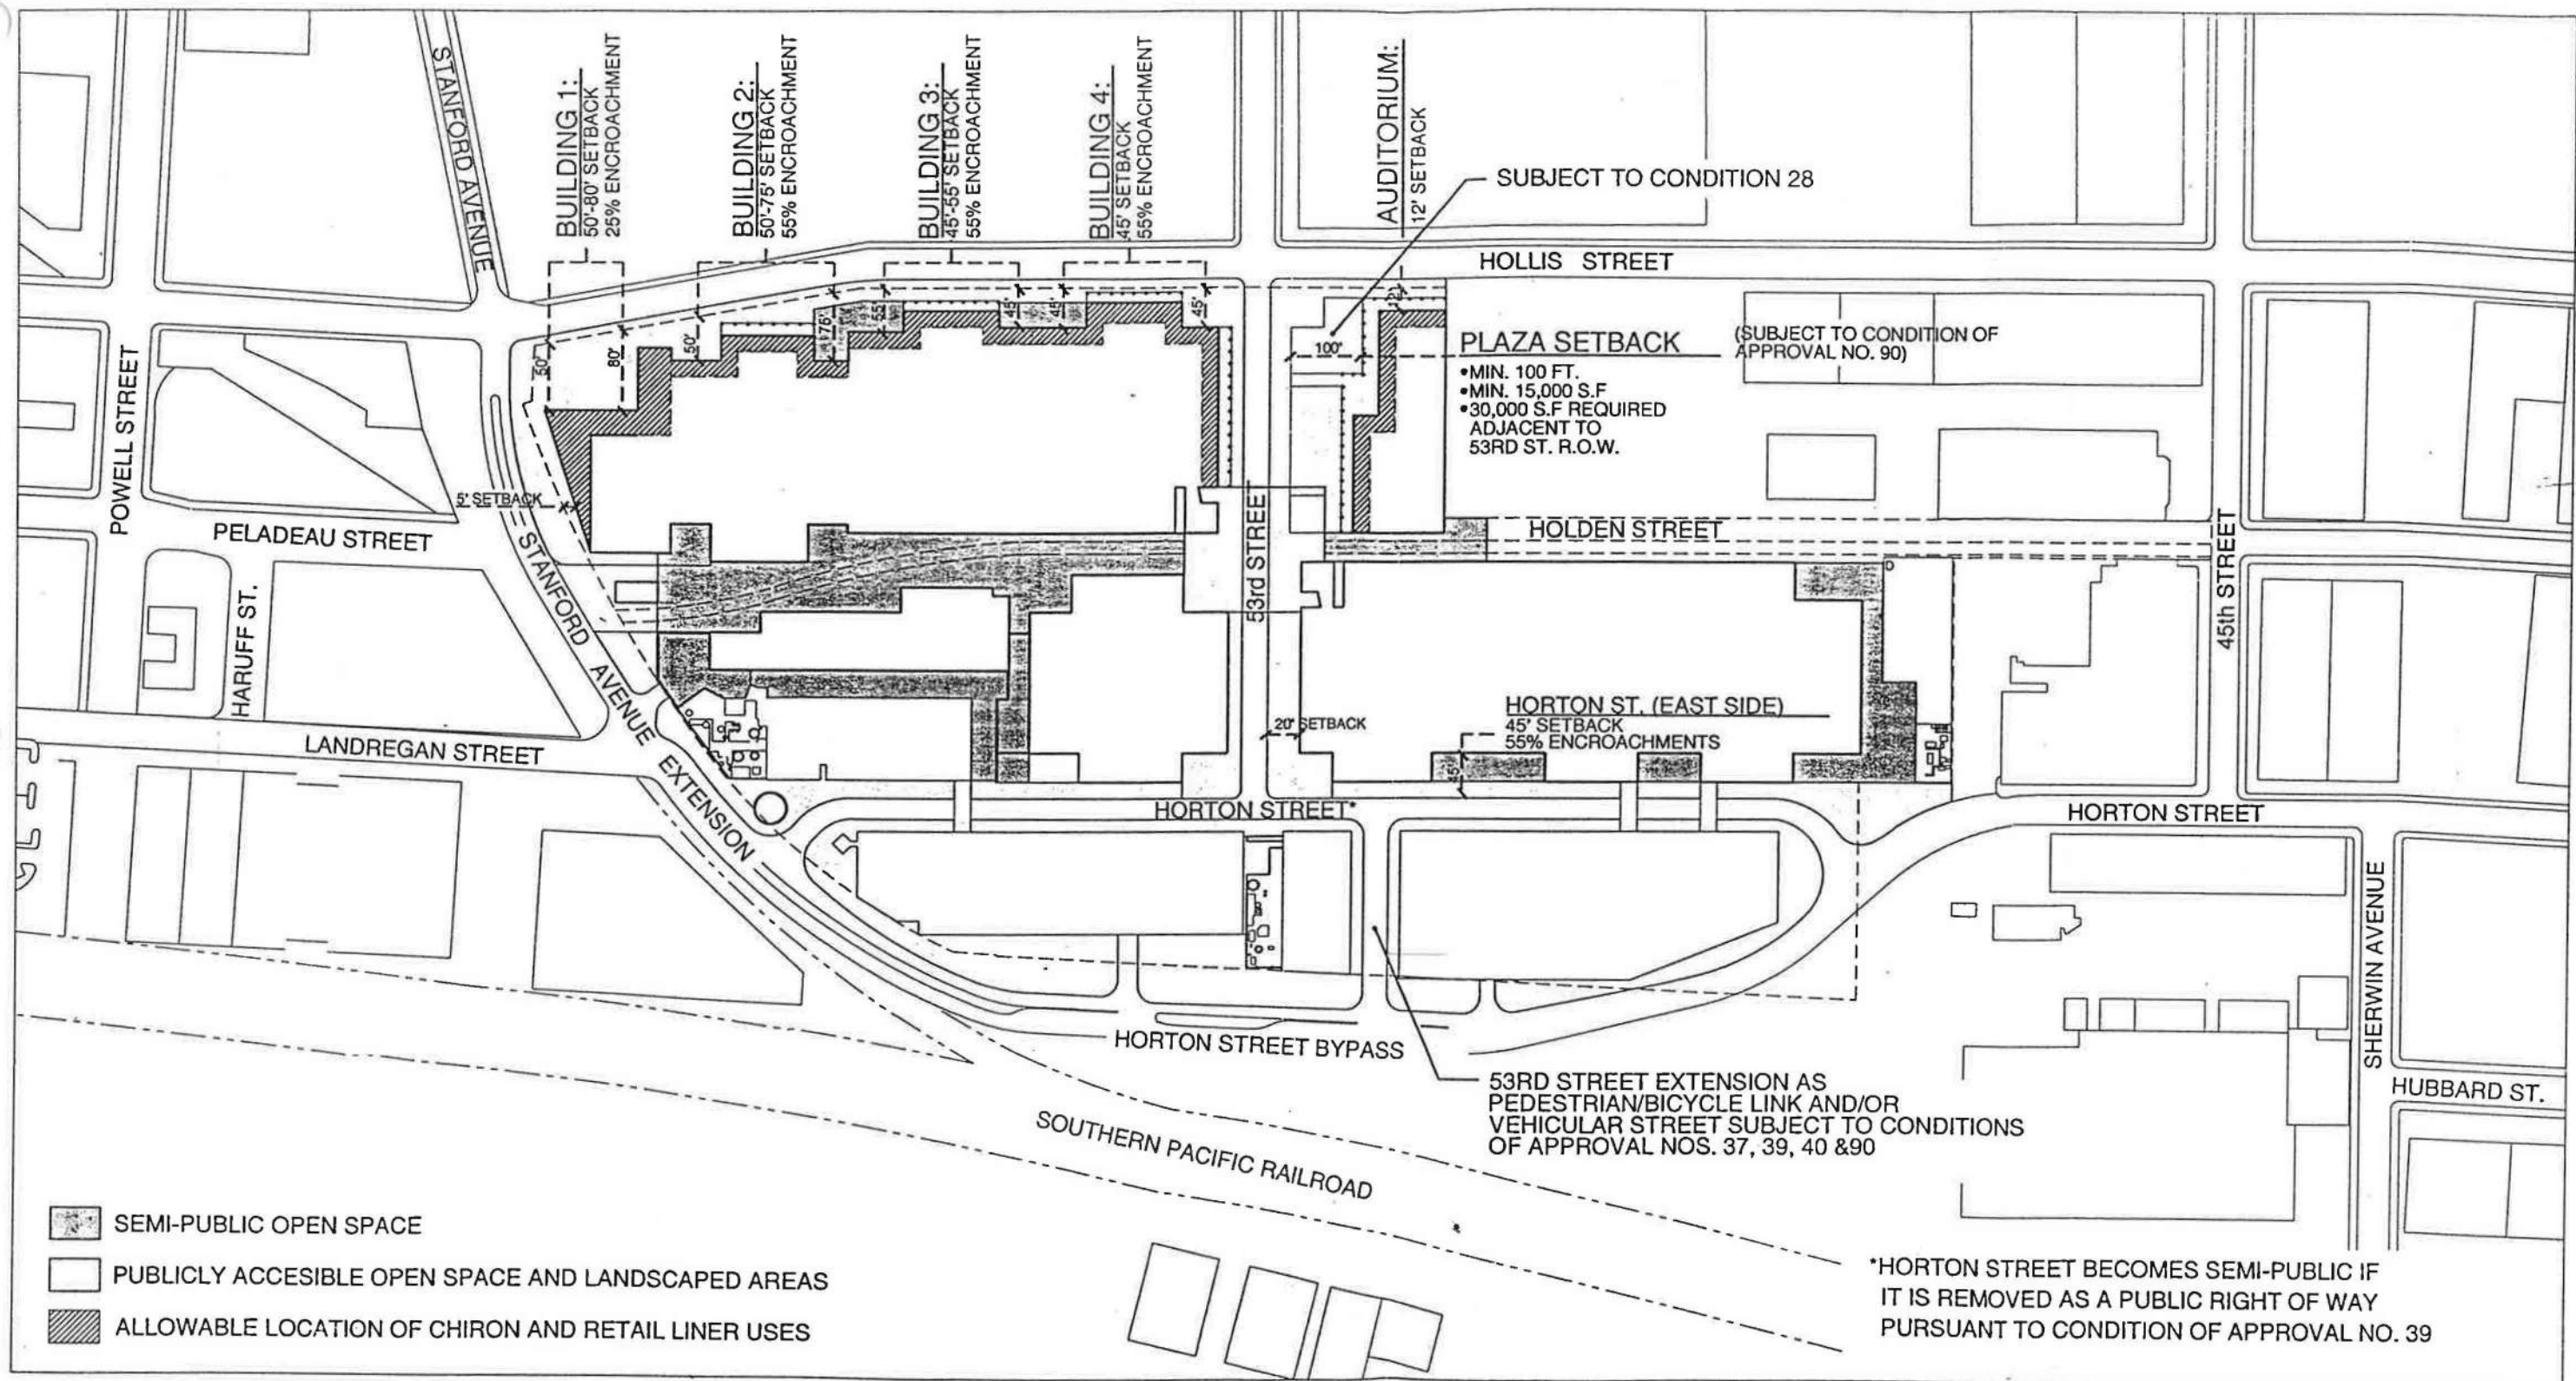 STANFORD AVENUE
BUILDING 1:
50'-80' SETBACK
25% ENCROACHMENT
BUILDING 2:
50'-75' SETBACK
55% ENCROACHMENT
BUILDING 3:
45'-55' SETBACK
55% ENCROACHMENT
BUILDING 4:
45' SETBACK
55% ENCROACHMENT
AUDITORIUM:
12' SETBACK
SUBJECT TO CONDITION 28
HOLLIS STREET
50'
80'
50'
75'
55'
45'
45'
45'
12'
100'
PLAZA SETBACK
(SUBJECT TO CONDITION OF
APPROVAL NO. 90)
•MIN. 100 FT.
•MIN. 15,000 S.F
•30,000 S.F REQUIRED
ADJACENT TO
53RD ST. R.O.W.
POWELL STREET
5' SETBACK
PELADEAU STREET
HARUFF ST.
STANFORD AVENUE EXTENSION
53rd STREET
HOLDEN STREET
45th STREET
LANDREGAN STREET
20' SETBACK
HORTON ST. (EAST SIDE)
45' SETBACK
55% ENCROACHMENTS
45'
HORTON STREET*
HORTON STREET
SHERWIN AVENUE
HUBBARD ST.
HORTON STREET BYPASS
53RD STREET EXTENSION AS
PEDESTRIAN/BICYCLE LINK AND/OR
VEHICULAR STREET SUBJECT TO CONDITIONS
OF APPROVAL NOS. 37, 39, 40 &90
SOUTHERN PACIFIC RAILROAD
SEMI-PUBLIC OPEN SPACE
PUBLICLY ACCESIBLE OPEN SPACE AND LANDSCAPED AREAS
ALLOWABLE LOCATION OF CHIRON AND RETAIL LINER USES
*HORTON STREET BECOMES SEMI-PUBLIC IF
IT IS REMOVED AS A PUBLIC RIGHT OF WAY
PURSUANT TO CONDITION OF APPROVAL NO. 39